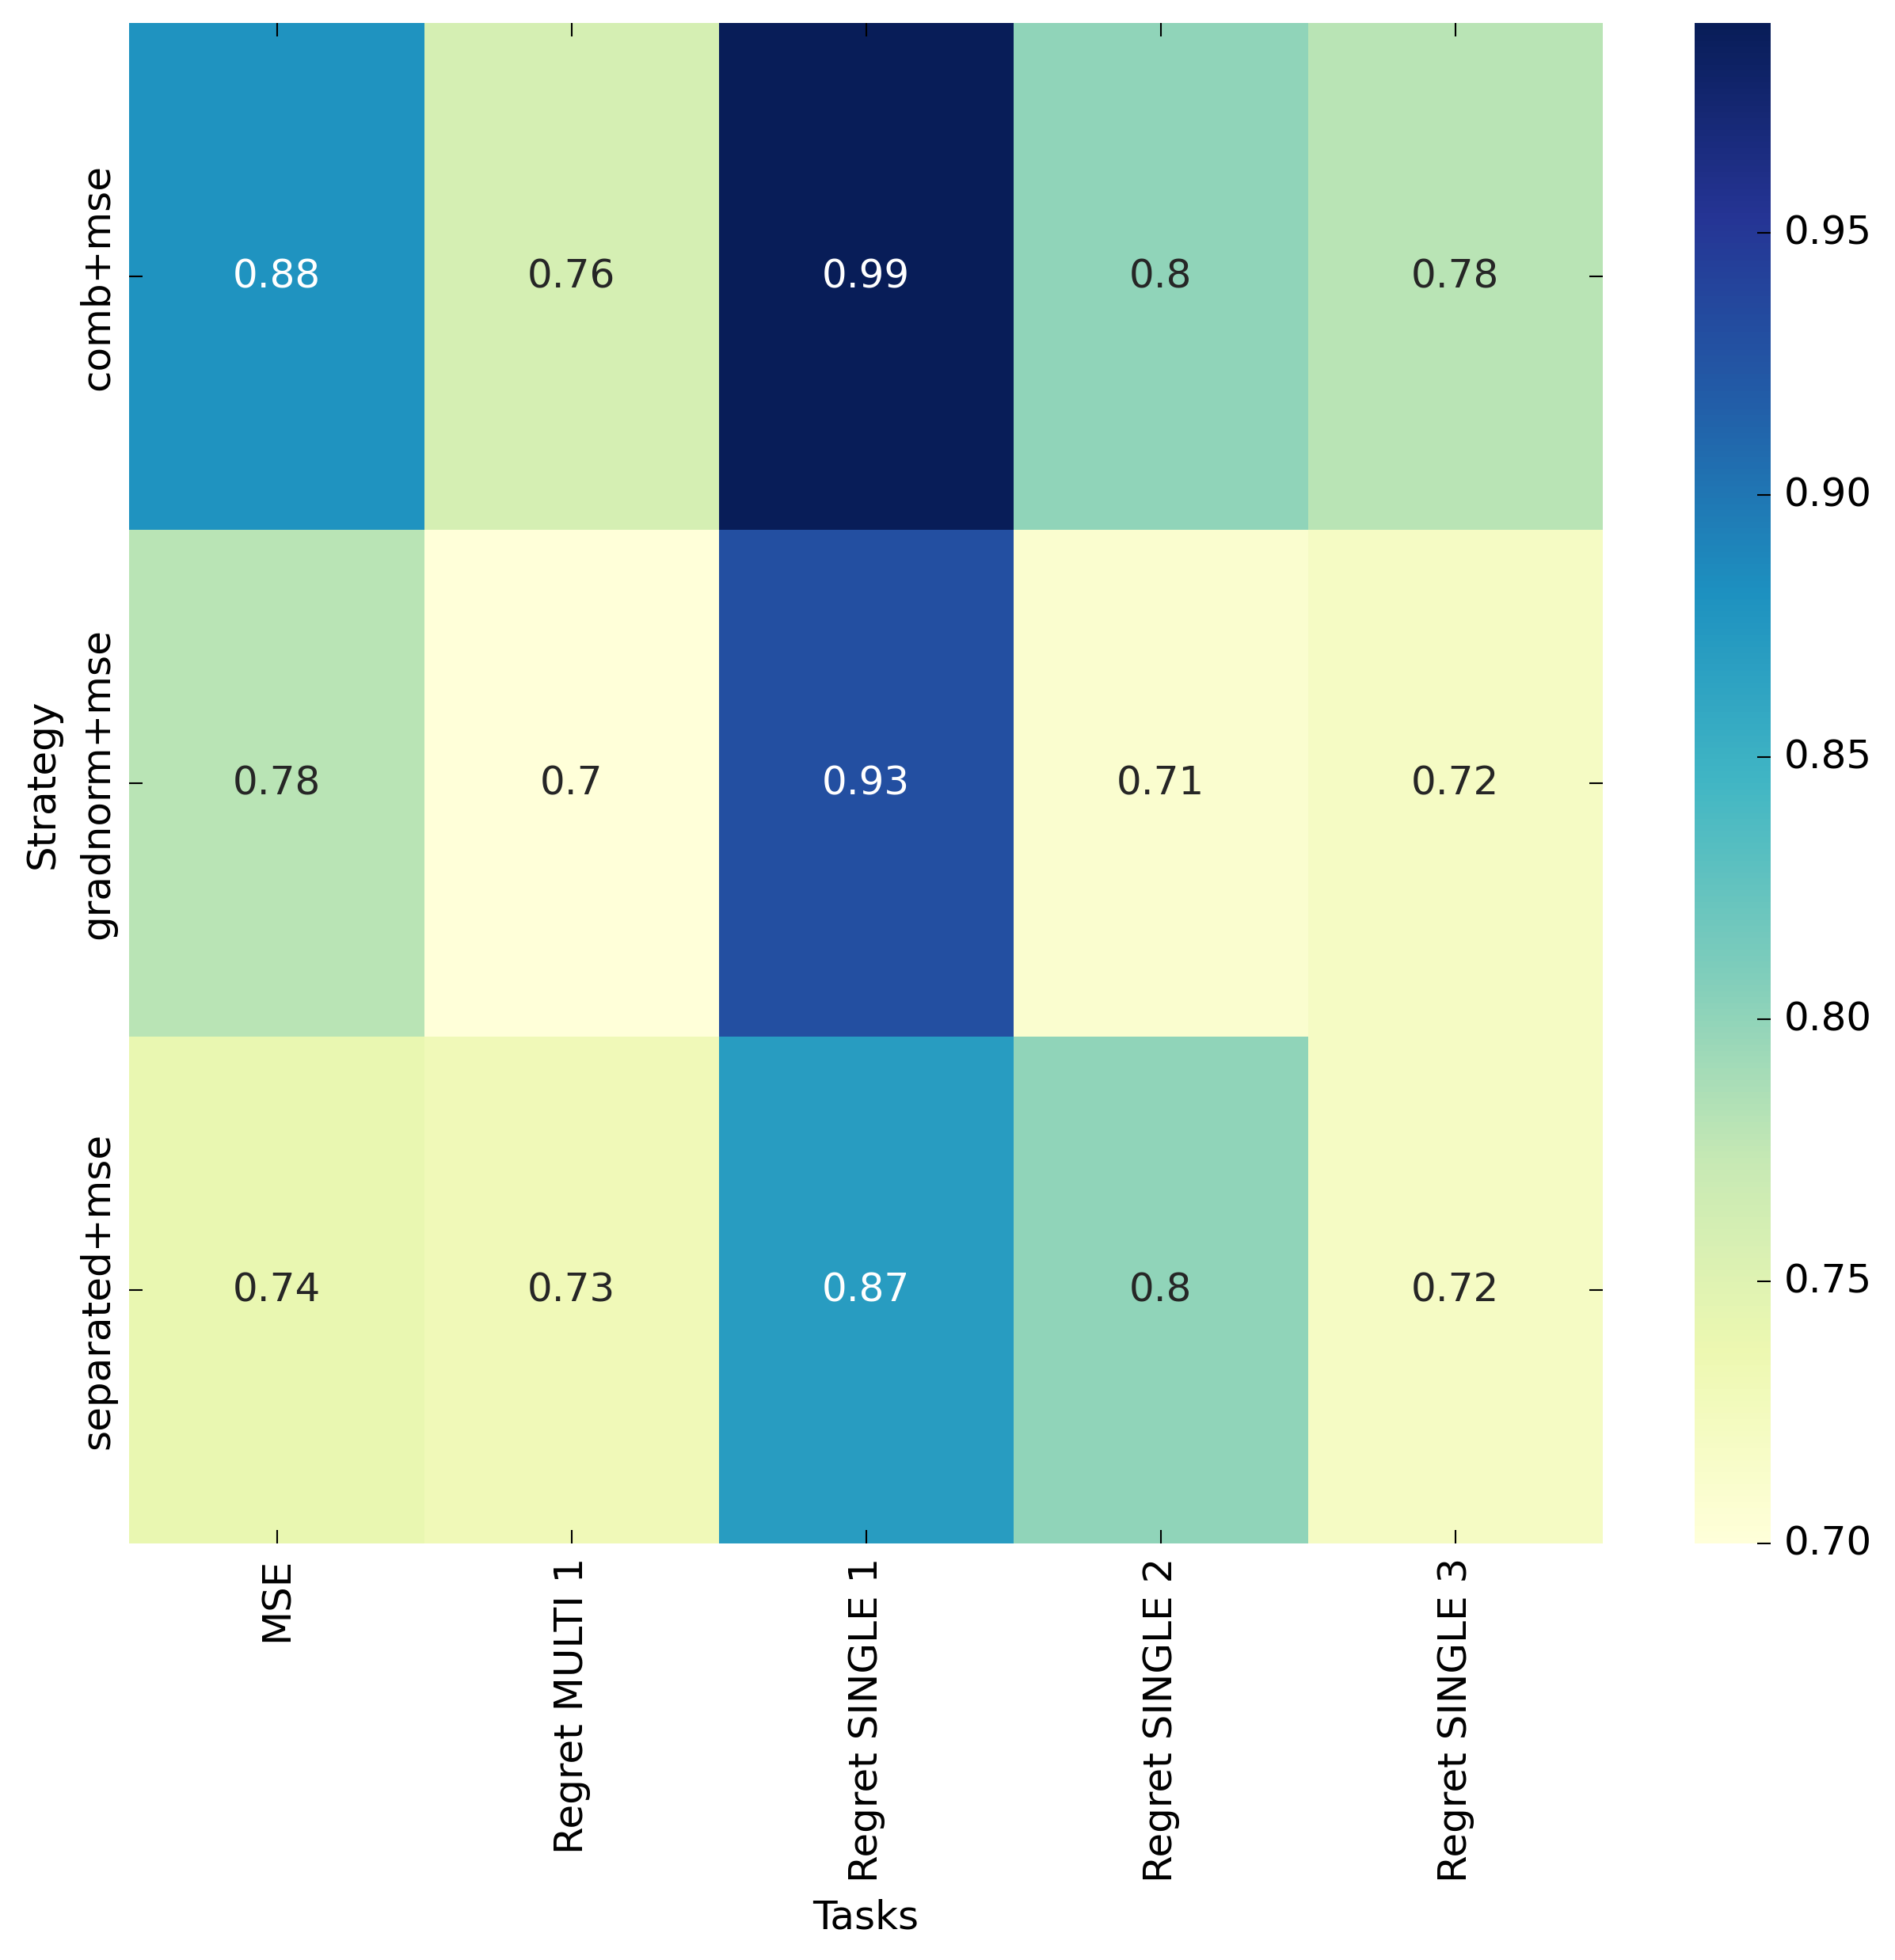 Strategy
comb+mse
0.88 0.76 0.99 0.8 0.78
gradnorm+mse
0.78 0.7 0.93 0.71 0.72
separated+mse
0.74 0.73 0.87 0.8 0.72
MSE
Regret MULTI 1
Regret SINGLE 1
Regret SINGLE 2
Regret SINGLE 3
Tasks
0.95
0.90
0.85
0.80
0.75
0.70